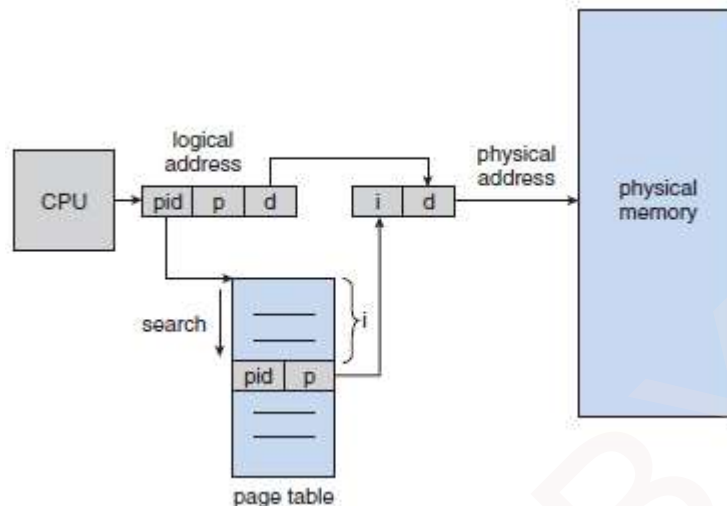 logical
address
physical
address
CPU
pid p d
i d
physical
memory
search
i
pid p
page table